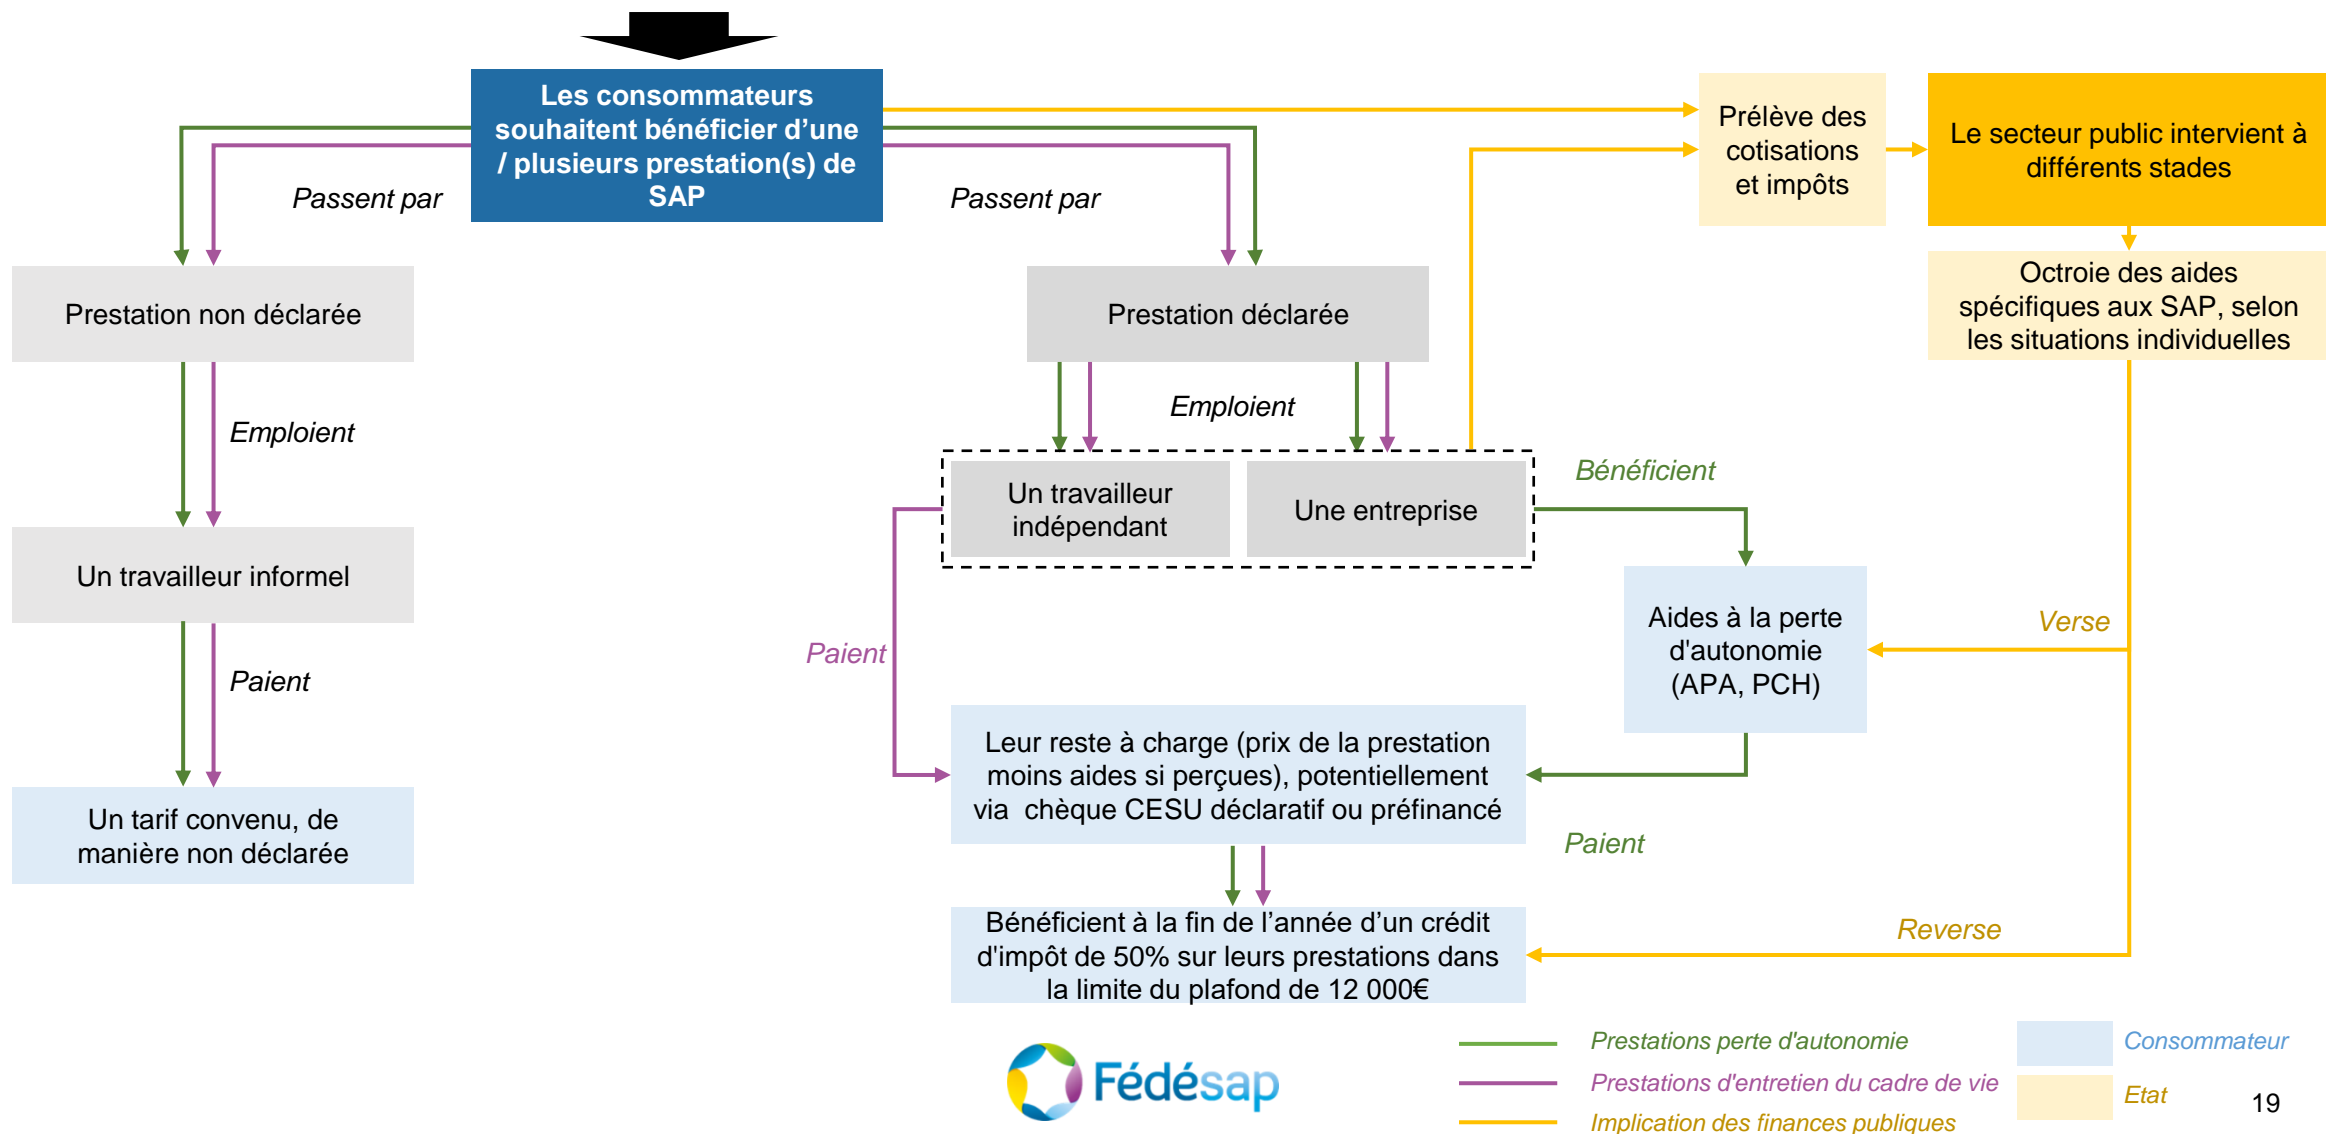 Les consommateurs
souhaitent bénéficier d’une
/ plusieurs prestation(s) de
SAP
Prélève des
cotisations
et impôts
Le secteur public intervient à
différents stades
Passent par
Passent par
Octroie des aides
spécifiques aux SAP, selon
les situations individuelles
Prestation non déclarée
Prestation déclarée
Emploient
Emploient
Bénéficient
Un travailleur
indépendant
Une entreprise
Un travailleur informel
Aides à la perte
d'autonomie
(APA, PCH)
Verse
Paient
Paient
Leur reste à charge (prix de la prestation
moins aides si perçues), potentiellement
via chèque CESU déclaratif ou préfinancé
Un tarif convenu, de
manière non déclarée
Paient
Bénéficient à la fin de l’année d’un crédit
d'impôt de 50% sur leurs prestations dans
la limite du plafond de 12 000€
Reverse
Fédésap
Prestations perte d'autonomie
Prestations d'entretien du cadre de vie
Implication des finances publiques
Consommateur
Etat
19